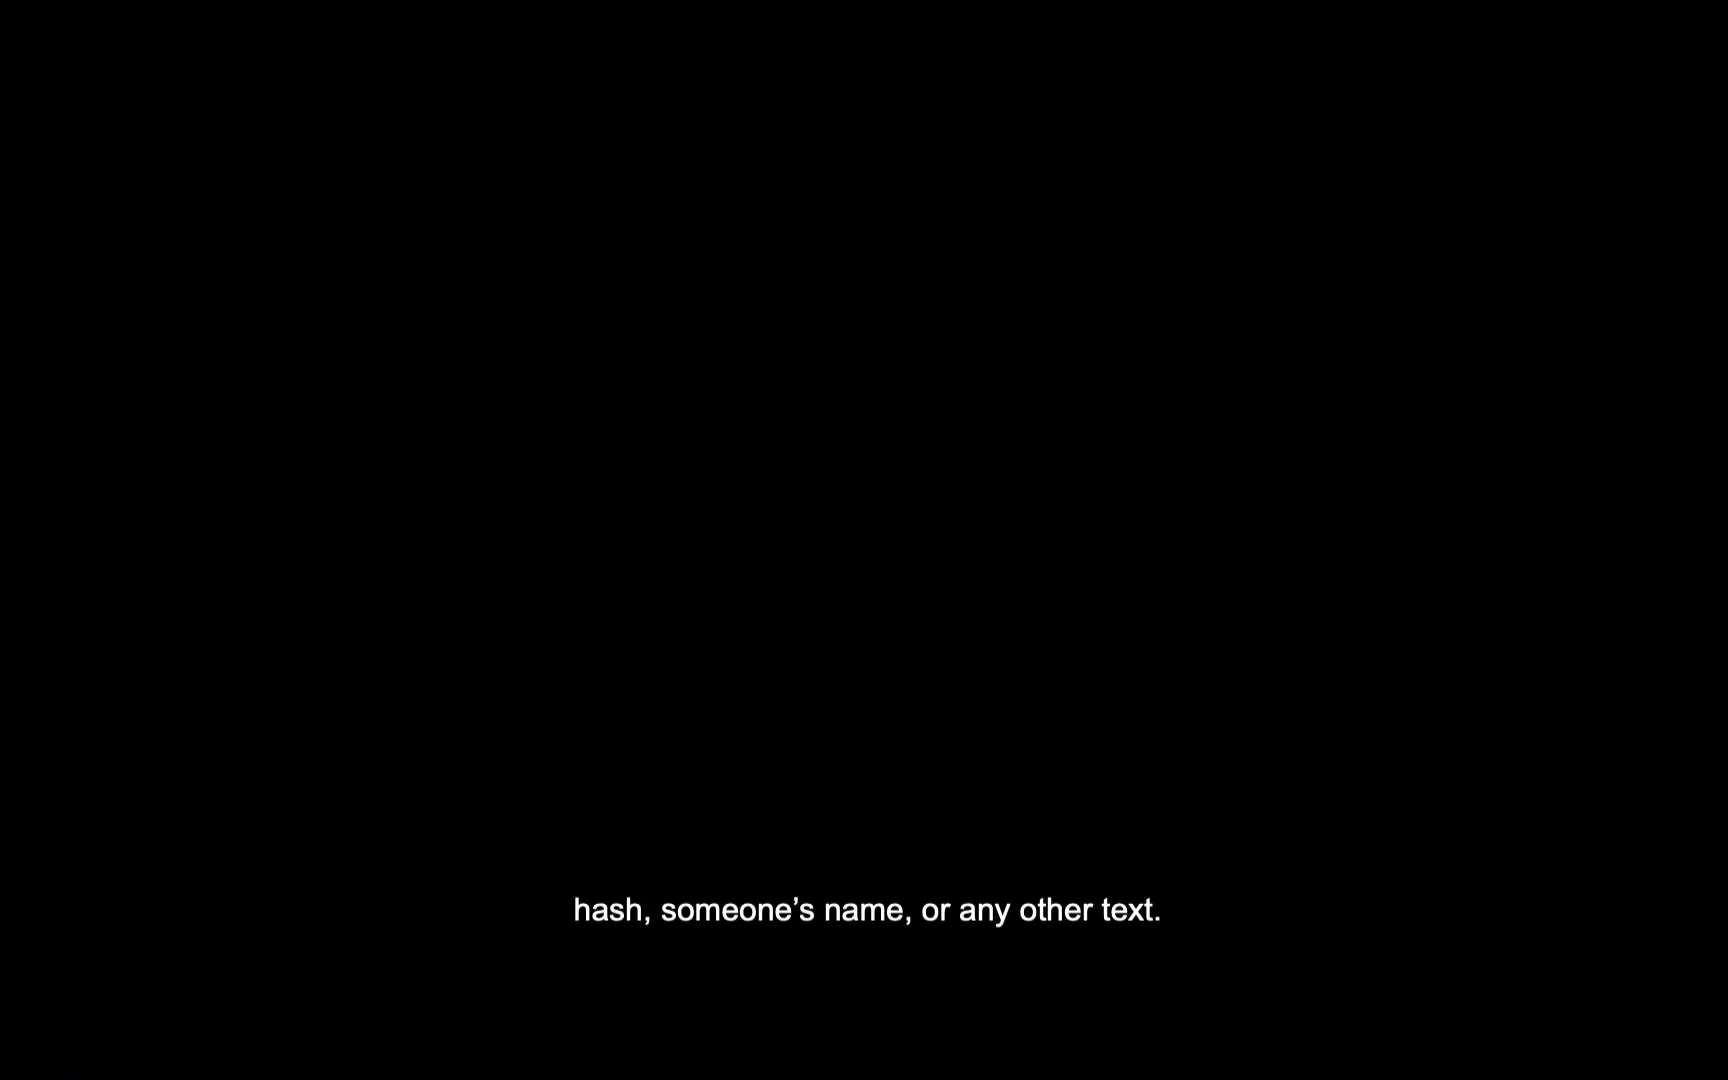 hash, someone’s name, or any other text.